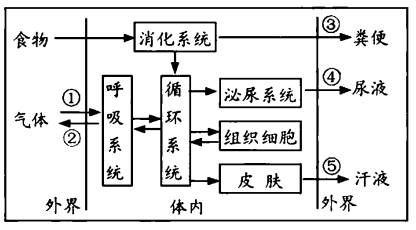 食物 消化系统 ③ 粪便
① 气体 ②
呼吸系统
循环系统
泌尿系统 ④ 尿液
组织细胞
皮肤 ⑤ 汗液
外界 体内 外界